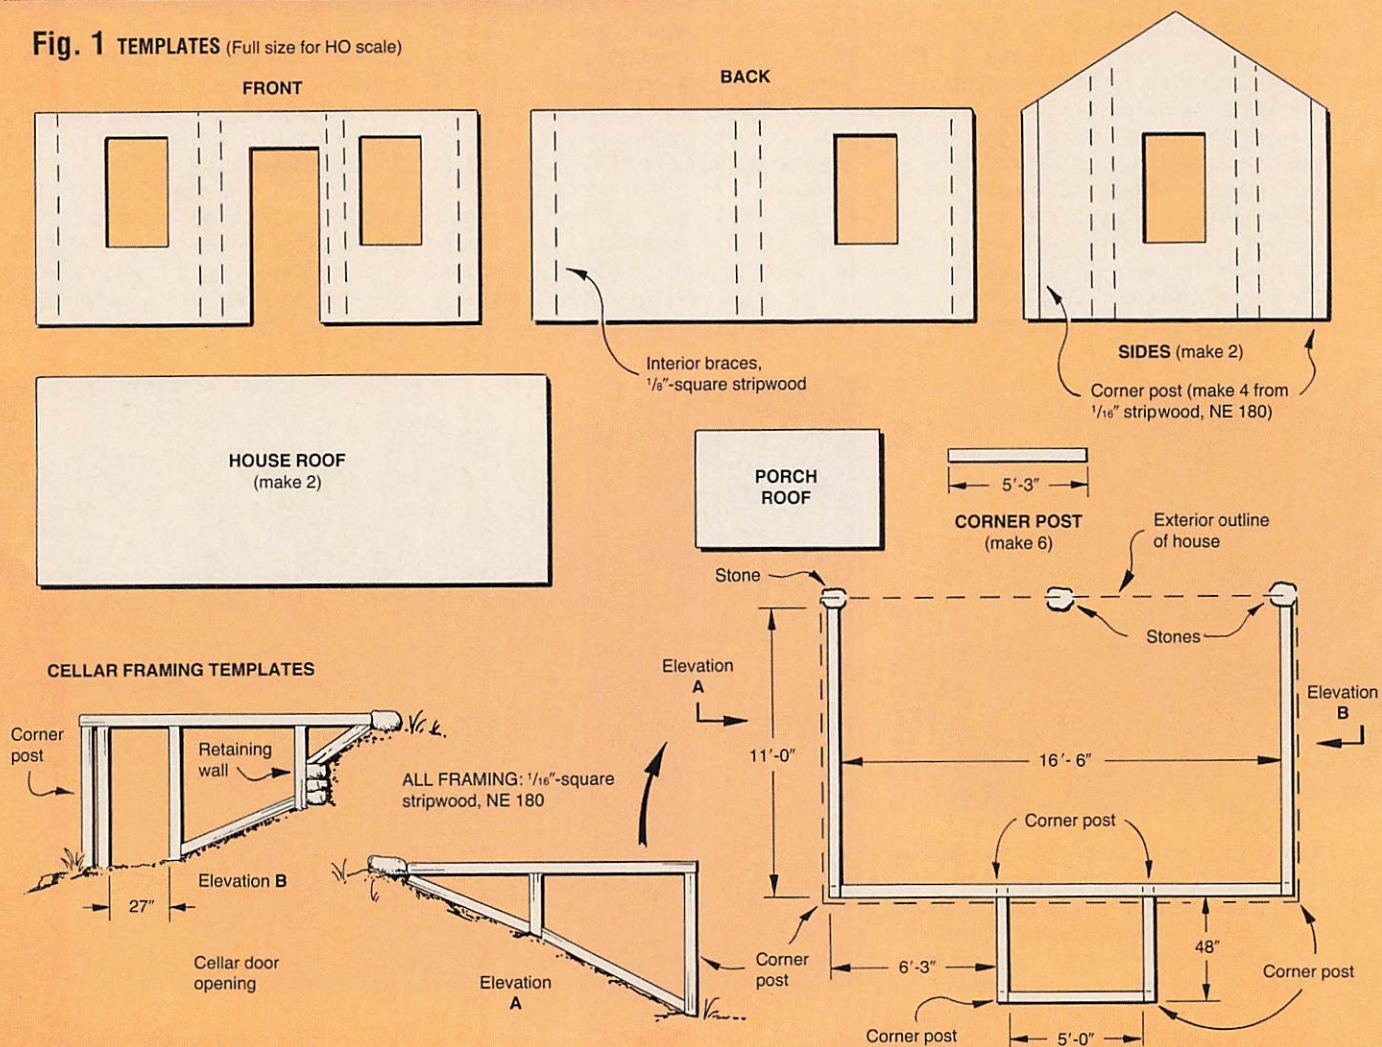 Fig. 1 TEMPLATES (Full size for HO scale)
FRONT
BACK
Interior braces,
1/8"-square stripwood
SIDES (make 2)
Corner post (make 4 from
1/16" stripwood, NE 180)
HOUSE ROOF
(make 2)
PORCH
ROOF
5'-3"
CORNER POST
(make 6)
Exterior outline
of house
Stone
Stones
CELLAR FRAMING TEMPLATES
Corner
post
Retaining
wall
ALL FRAMING: 1/16"-square
stripwood, NE 180
Elevation B
27"
Cellar door
opening
Elevation
A
Corner
post
Elevation
A
Elevation
B
11'-0"
16'-6"
Corner post
6'-3"
48"
Corner post
Corner post
5'-0"